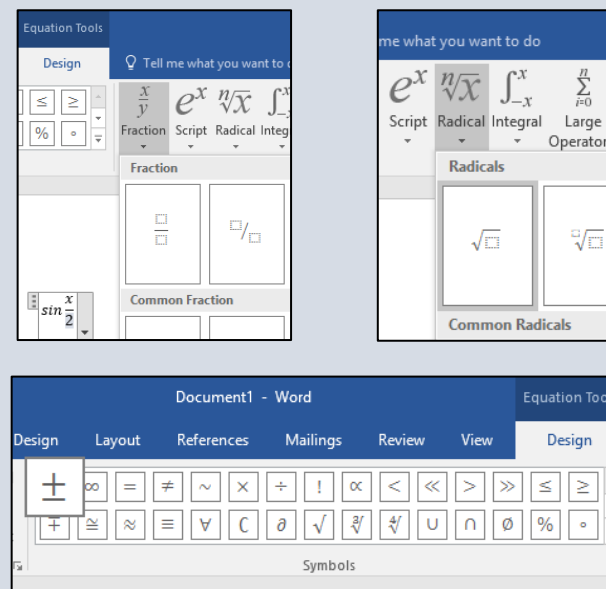 Equation Tools
Design
Tell me what you want to
≤ ≥
% °
x/y
e^x
ⁿ√x
∫
Fraction Script Radical Integ
Fraction
Common Fraction
sin x/2
me what you want to do
e^x ⁿ√x ∫₋ₓˣ
n
Σ
i=0
Script Radical Integral Large
Operator
Radicals
Common Radicals
Document1 - Word
Equation Too
Design Layout References Mailings Review View Design
± ∞ = ≠ ~ × ÷ ! ∝ < ≪ > ≫ ≤ ≥
∓ ≅ ≈ ≡ ∀ ∁ ∂ √ ∛ ∜ ∪ ∩ ∅ % °
Symbols